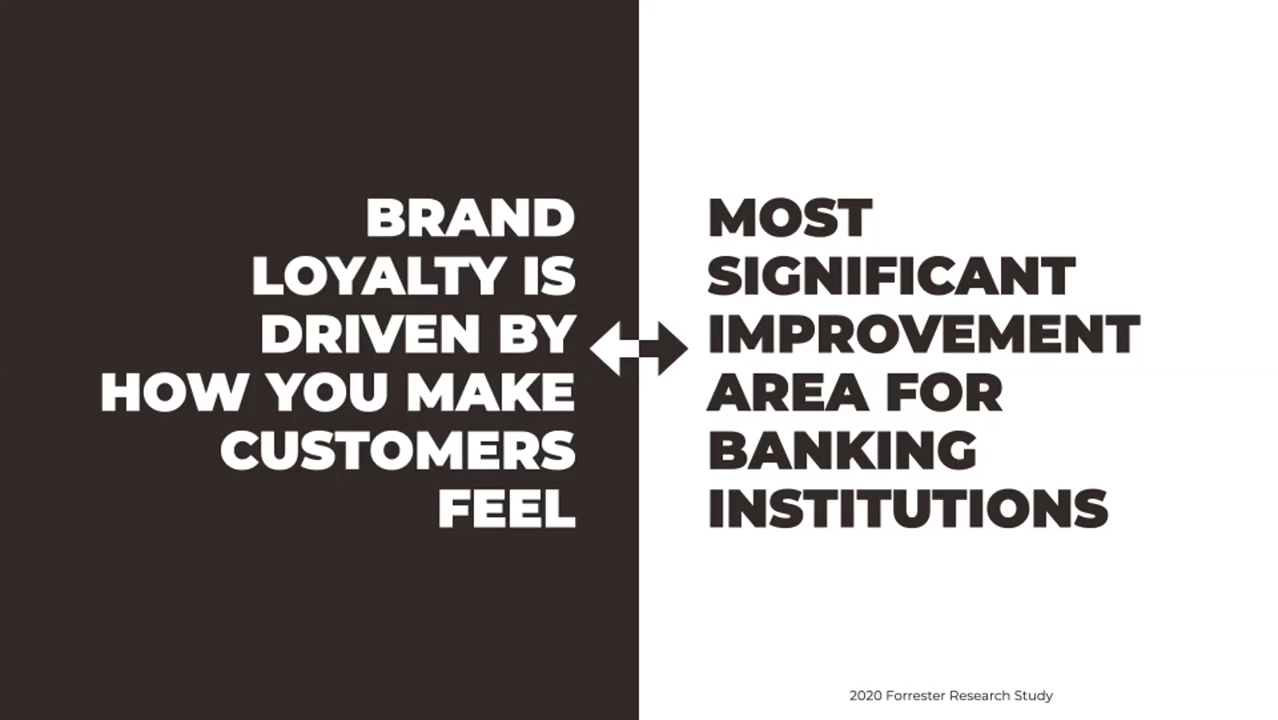 BRAND
LOYALTY IS
DRIVEN BY
HOW YOU MAKE
CUSTOMERS
FEEL
MOST
SIGNIFICANT
IMPROVEMENT
AREA FOR
BANKING
INSTITUTIONS
2020 Forrester Research Study